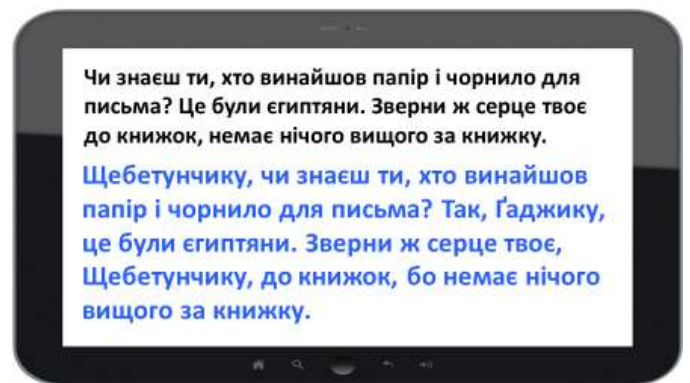 Чи знаєш ти, хто винайшов папір і чорнило для
письма? Це були єгиптяни. Зверни ж серце твоє
до книжок, немає нічого вищого за книжку.
Щебетунчику, чи знаєш ти, хто винайшов
папір і чорнило для письма? Так, Ґаджику,
це були єгиптяни. Зверни ж серце твоє,
Щебетунчику, до книжок, бо немає нічого
вищого за книжку.